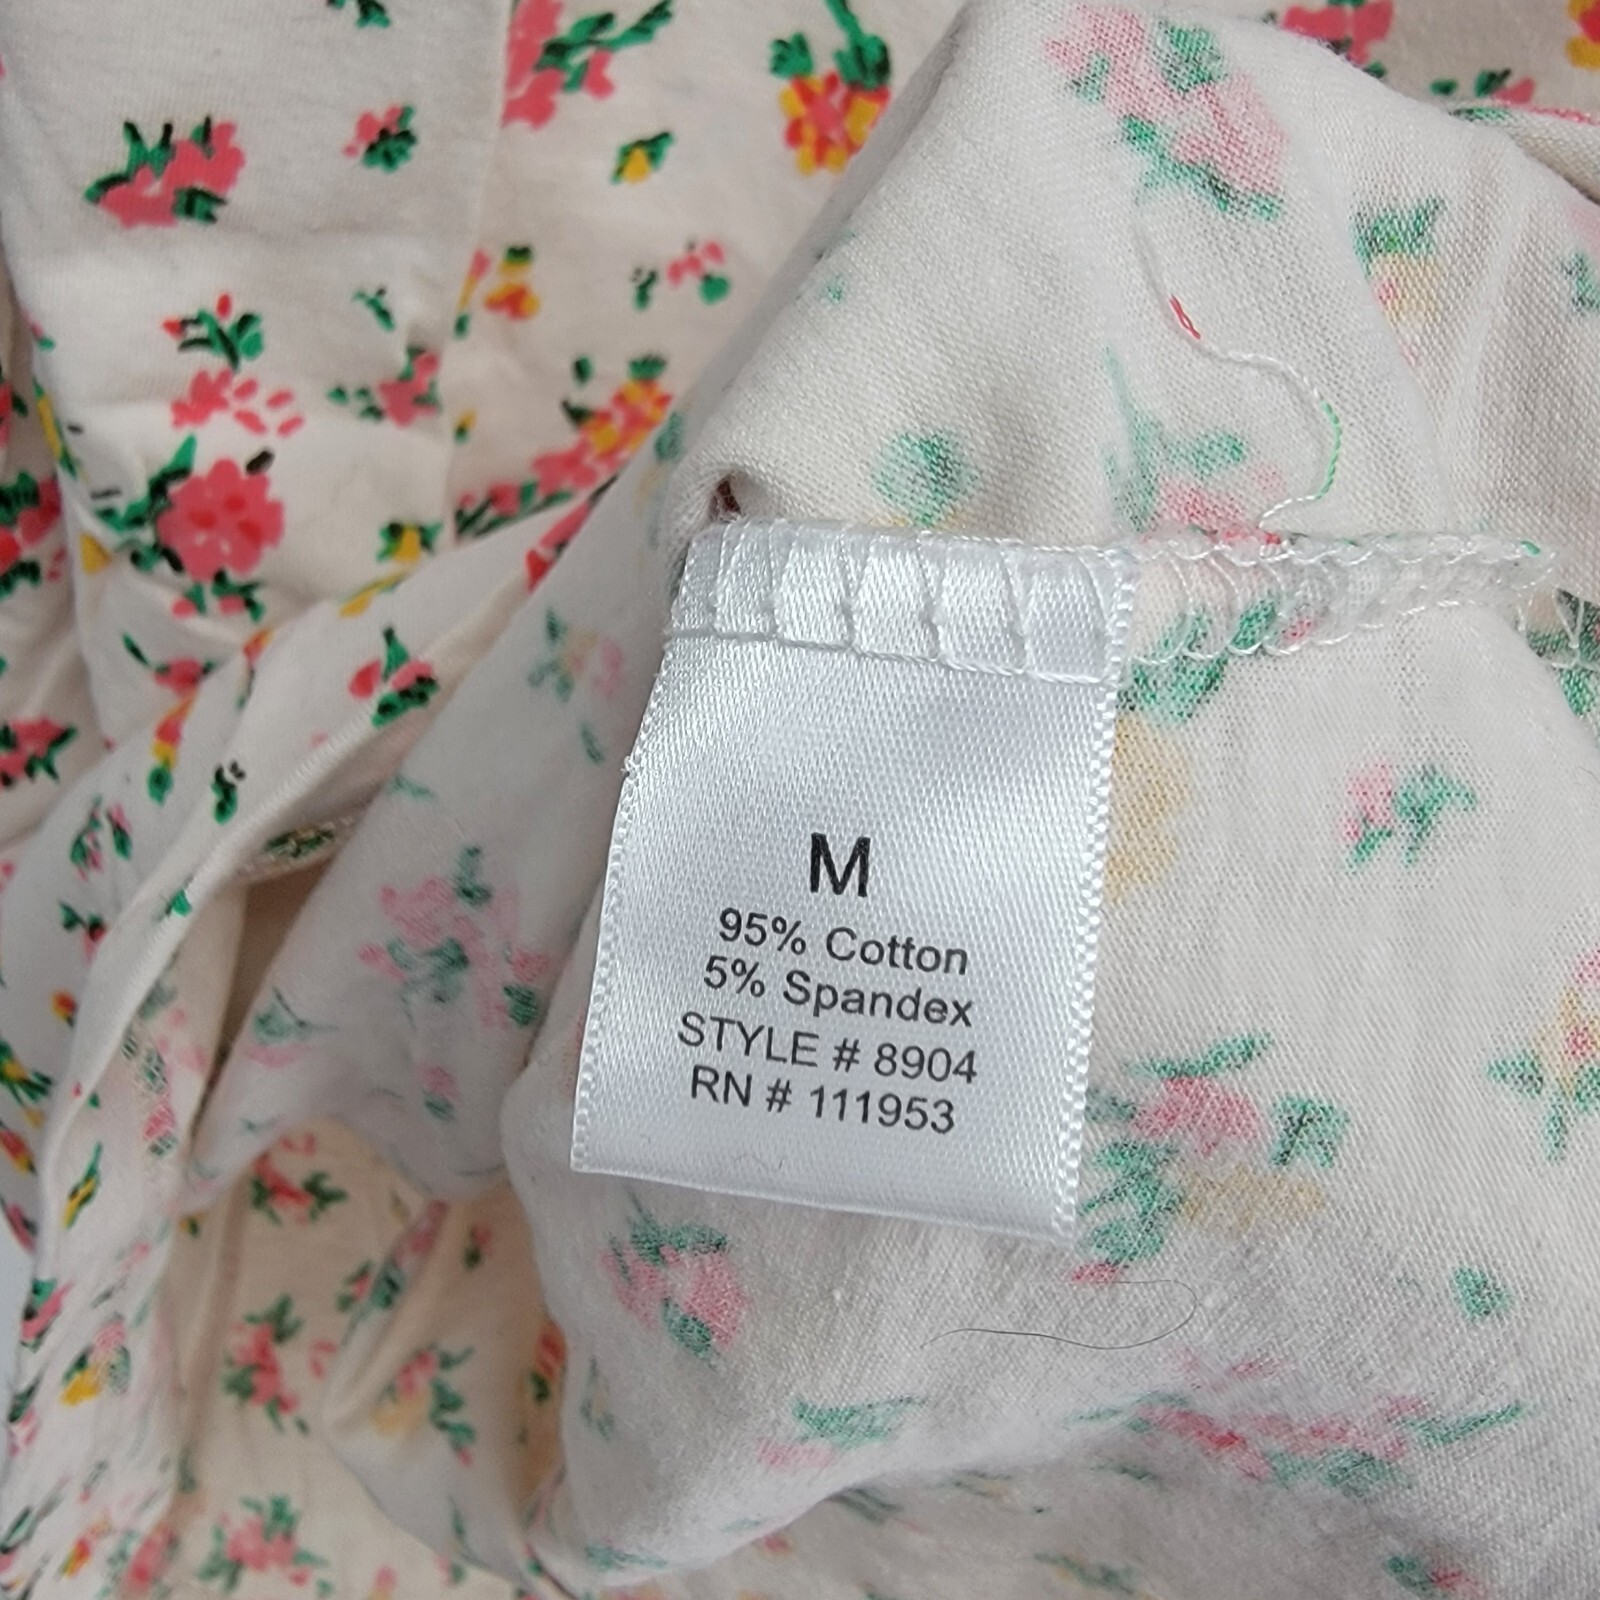 M
95% Cotton
5% Spandex
STYLE # 8904
RN # 111953